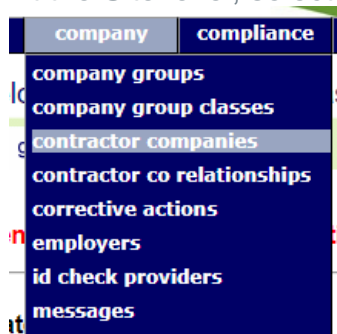 company compliance
company groups
company group classes
contractor companies
contractor co relationships
corrective actions
employers
id check providers
messages